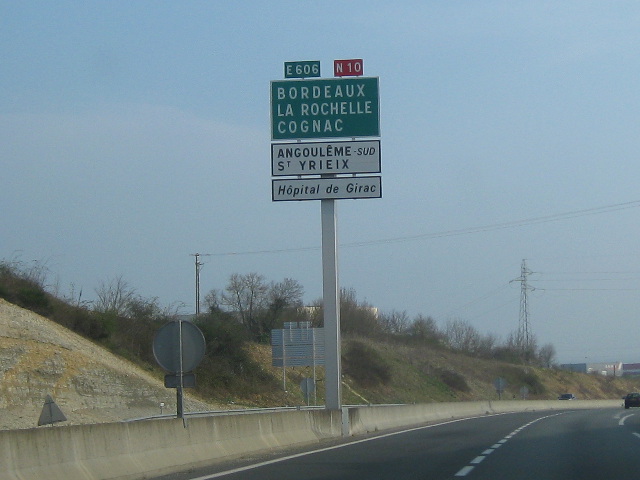 E 606 N 10
BORDEAUX
LA ROCHELLE
COGNAC
ANGOULÊME-SUD
ST YRIEIX
Hôpital de Girac